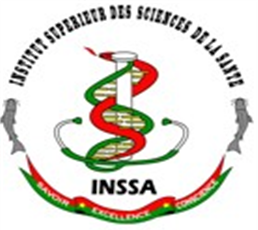 INSTITUT SUPERIEUR DES SCIENCES DE LA SANTE
INSSA
SAVOIR EXCELLENCE CONSCIENCE